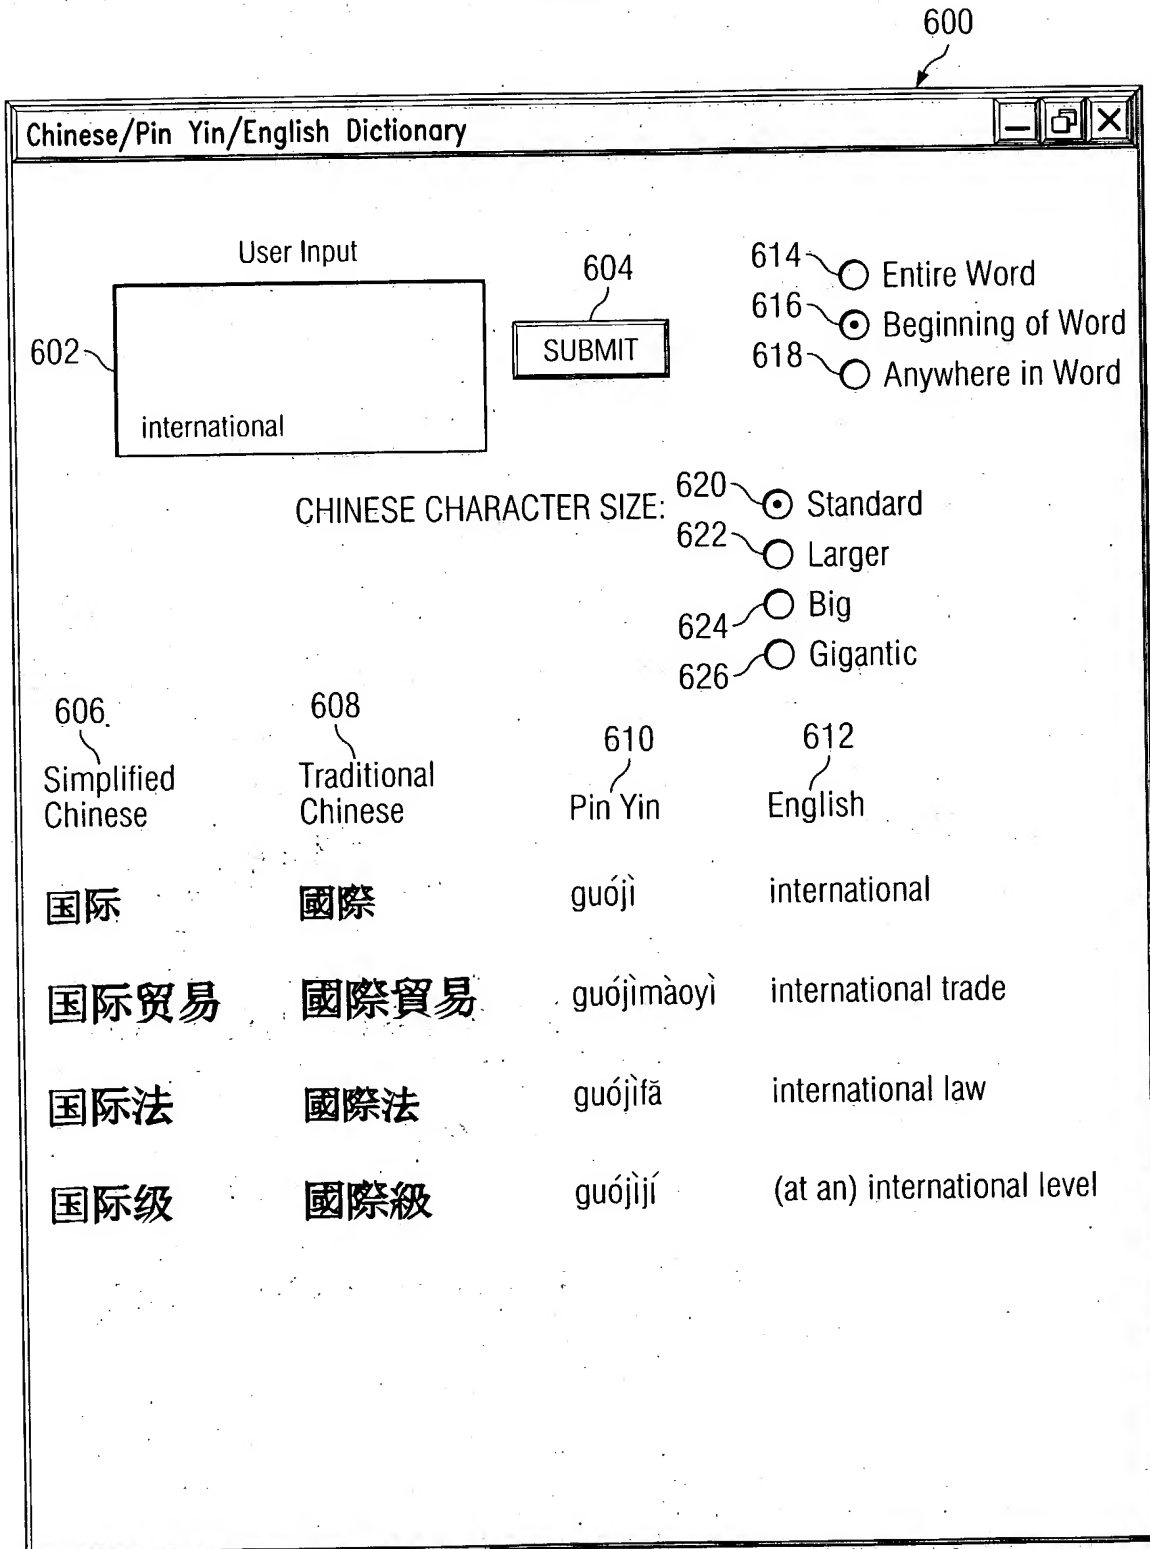 600
Chinese/Pin Yin/English Dictionary
User Input
602
international
604
SUBMIT
614 Entire Word
616 Beginning of Word
618 Anywhere in Word
CHINESE CHARACTER SIZE:
620 Standard
622 Larger
624 Big
626 Gigantic
606
Simplified
Chinese
608
Traditional
Chinese
610
Pin Yin
612
English
国际 國際 guójì international
国际贸易 國際貿易 guójìmàoyì international trade
国际法 國際法 guójìfă international law
国际级 國際級 guójìjí (at an) international level